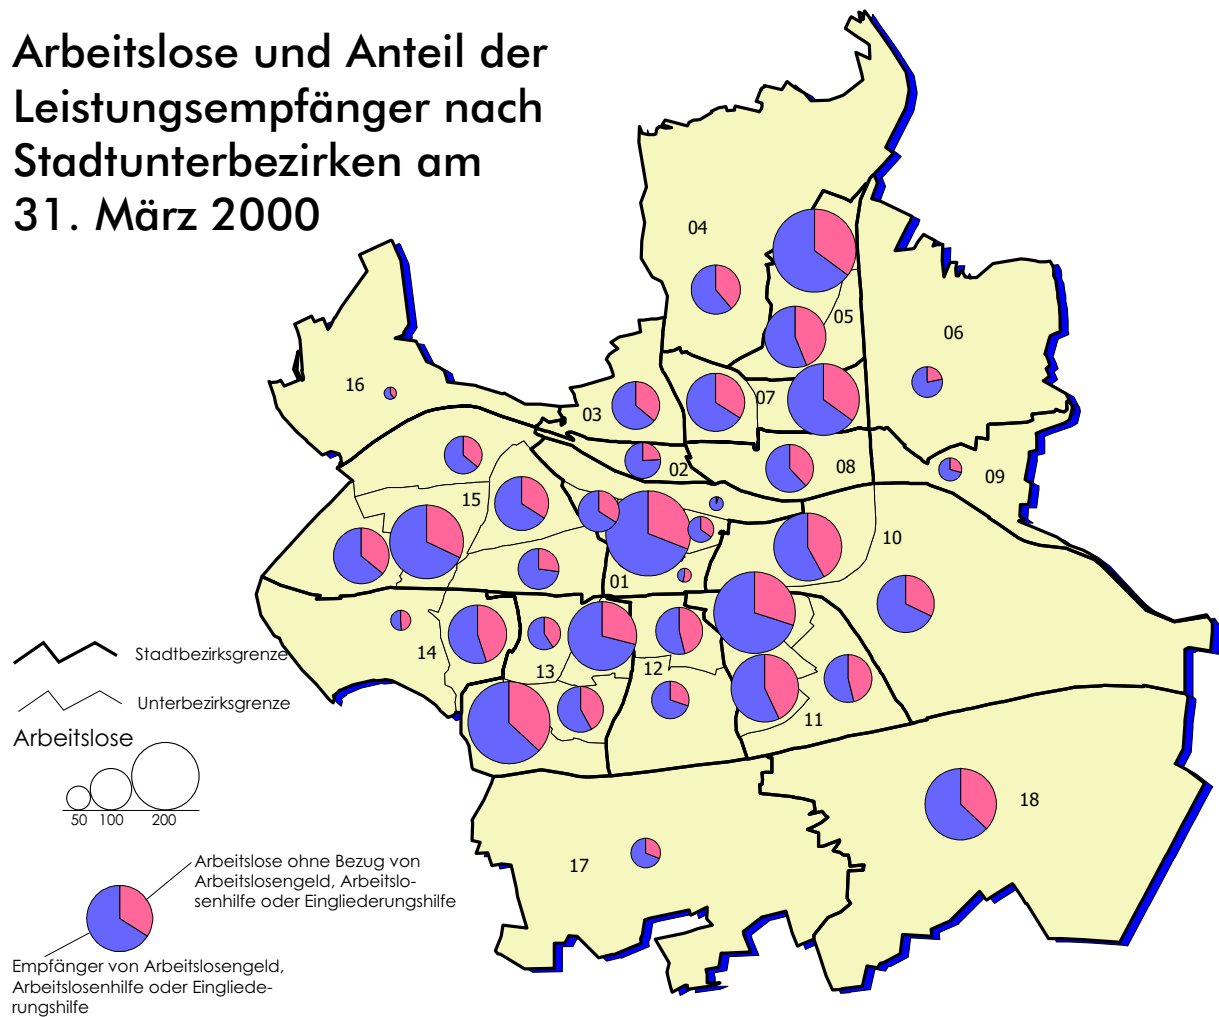 Arbeitslose und Anteil der
Leistungsempfänger nach
Stadtunterbezirken am
31. März 2000
04
05
06
16
07
03
02
08
09
15
10
01
14
13
12
11
18
17
Stadtbezirksgrenze
Unterbezirksgrenze
Arbeitslose
50 100 200
Arbeitslose ohne Bezug von
Arbeitslosengeld, Arbeitslo-
senhilfe oder Eingliederungshilfe
Empfänger von Arbeitslosengeld,
Arbeitslosenhilfe oder Eingliede-
rungshilfe